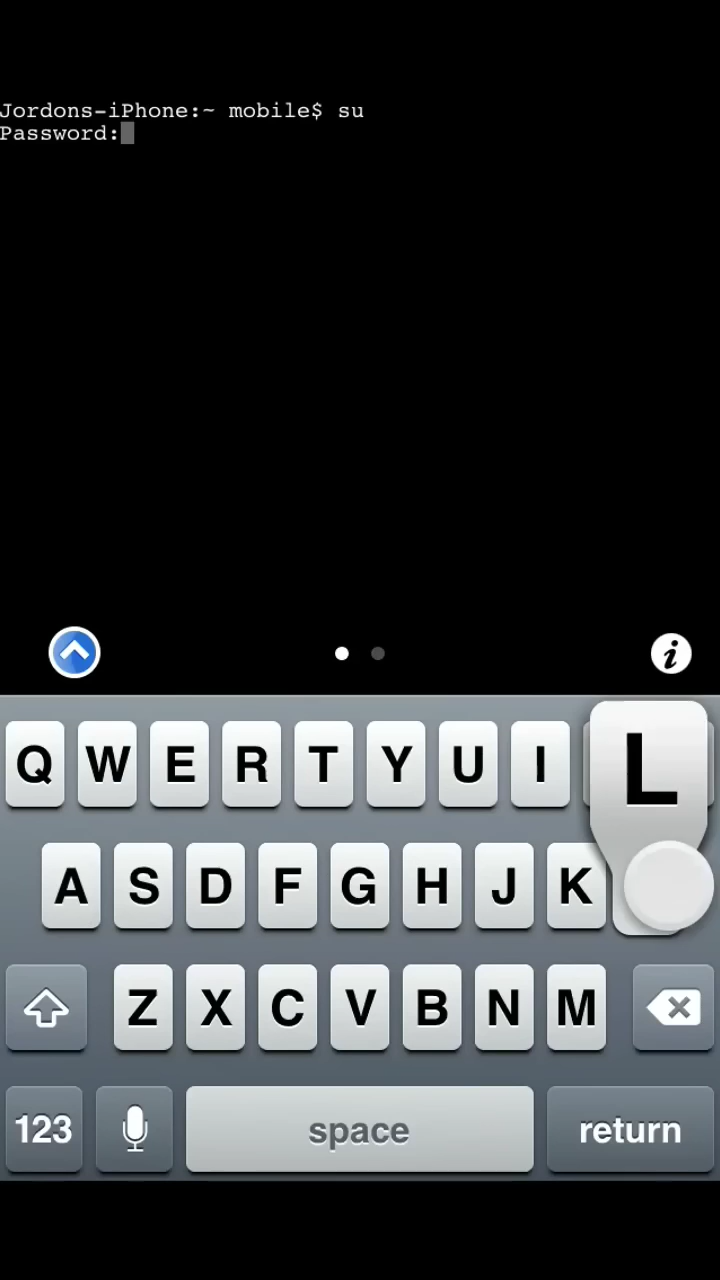 Jordons-iPhone:~ mobile$ su
Password:
L
Q W E R T Y U I
A S D F G H J K
Z X C V B N M
123 space return